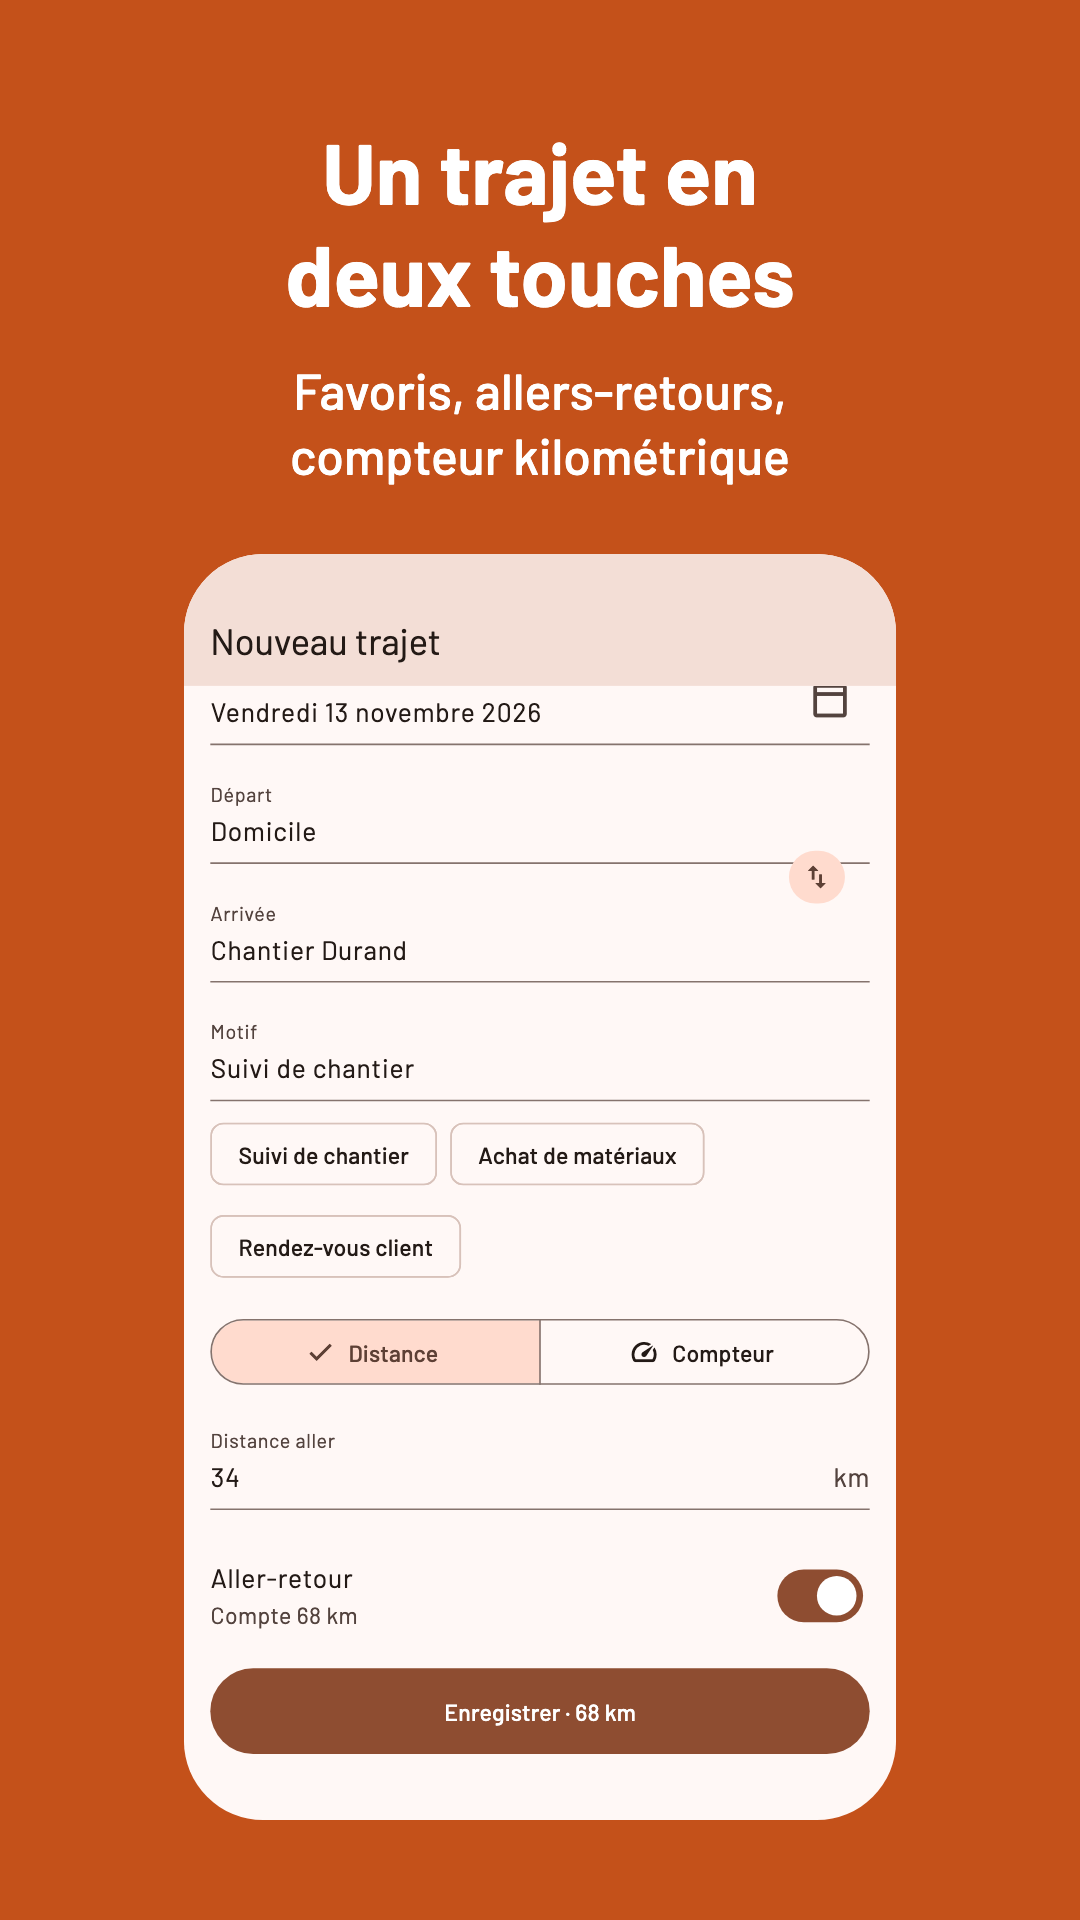 Un trajet en
deux touches
Favoris, allers-retours,
compteur kilométrique
Nouveau trajet
Vendredi 13 novembre 2026
Départ
Domicile
Arrivée
Chantier Durand
Motif
Suivi de chantier
Suivi de chantier
Achat de matériaux
Rendez-vous client
Distance
Compteur
Distance aller
34 km
Aller-retour
Compte 68 km
Enregistrer · 68 km